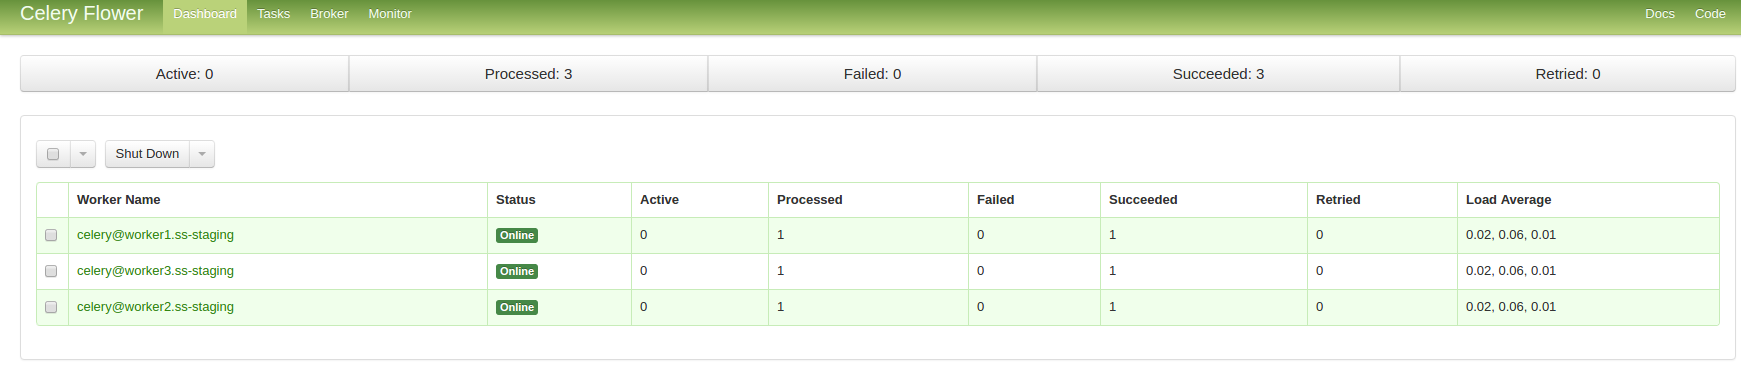 Celery Flower Dashboard Tasks Broker Monitor Docs Code
Active: 0 Processed: 3 Failed: 0 Succeeded: 3 Retried: 0
Shut Down
Worker Name Status Active Processed Failed Succeeded Retried Load Average
celery@worker1.ss-staging Online 0 1 0 1 0 0.02, 0.06, 0.01
celery@worker3.ss-staging Online 0 1 0 1 0 0.02, 0.06, 0.01
celery@worker2.ss-staging Online 0 1 0 1 0 0.02, 0.06, 0.01